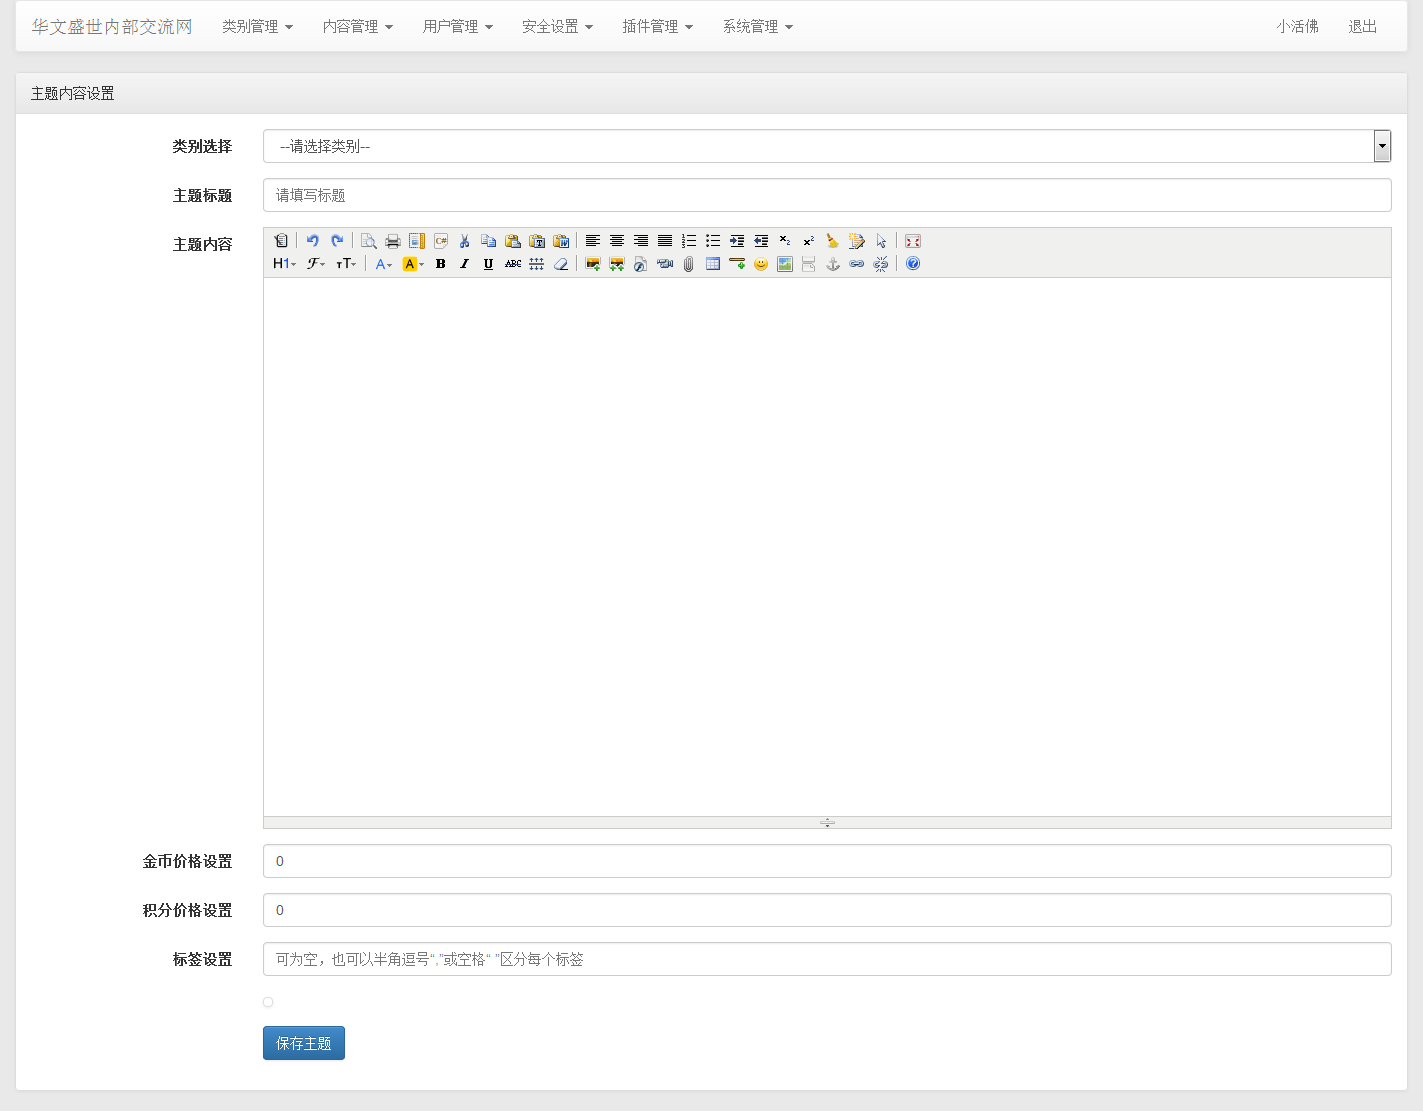 华文盛世内部交流网 类别管理 内容管理 用户管理 安全设置 插件管理 系统管理 小活佛 退出
主题内容设置
类别选择 --请选择类别--
主题标题 请填写标题
主题内容
H1 F тT A A B I U ABC
金币价格设置 0
积分价格设置 0
标签设置 可为空，也可以半角逗号“,”或空格“ ”区分每个标签
保存主题